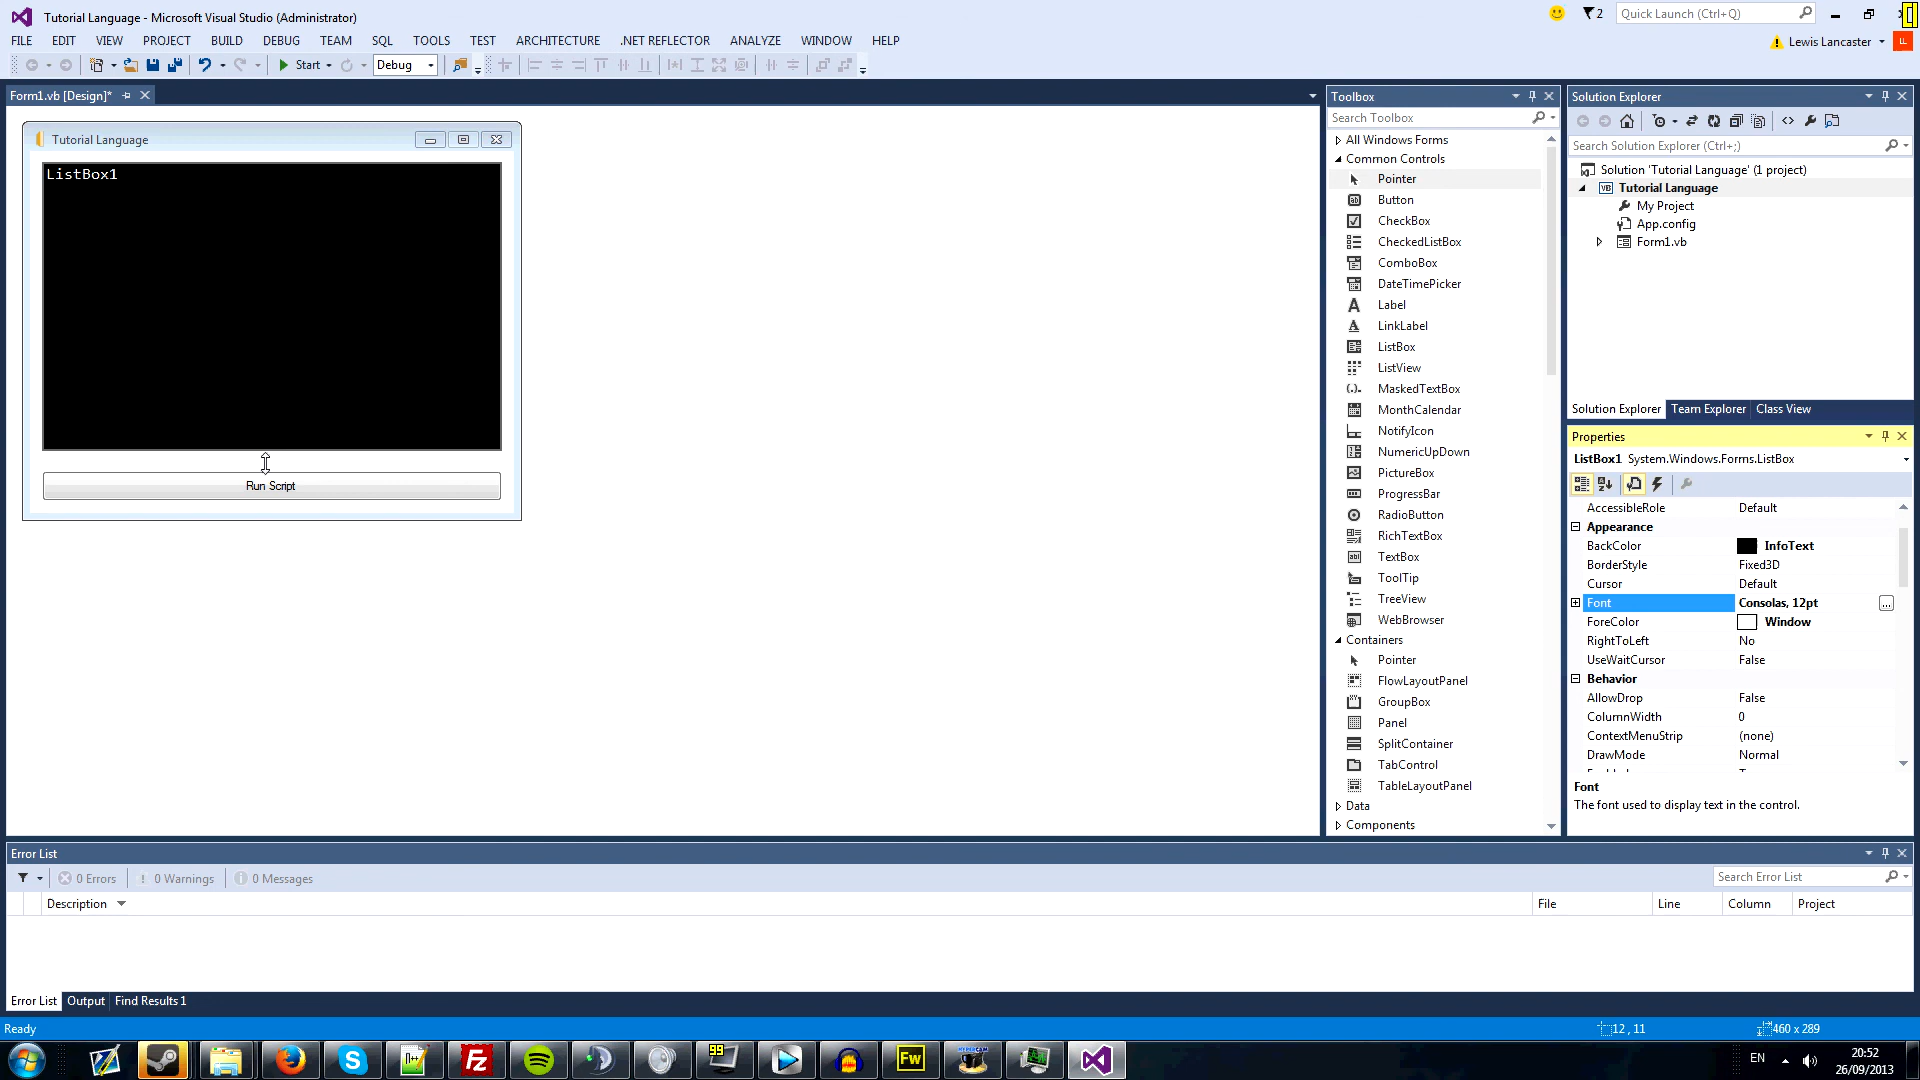 Tutorial Language - Microsoft Visual Studio (Administrator)
2
Quick Launch (Ctrl+Q)
FILE EDIT VIEW PROJECT BUILD DEBUG TEAM SQL TOOLS TEST ARCHITECTURE .NET REFLECTOR ANALYZE WINDOW HELP
Lewis Lancaster
LL
Start
Debug
Form1.vb [Design]*
Tutorial Language
ListBox1
Run Script
Toolbox
Search Toolbox
All Windows Forms
Common Controls
Pointer
Button
CheckBox
CheckedListBox
ComboBox
DateTimePicker
Label
LinkLabel
ListBox
ListView
MaskedTextBox
MonthCalendar
NotifyIcon
NumericUpDown
PictureBox
ProgressBar
RadioButton
RichTextBox
TextBox
ToolTip
TreeView
WebBrowser
Containers
Pointer
FlowLayoutPanel
GroupBox
Panel
SplitContainer
TabControl
TableLayoutPanel
Data
Components
Solution Explorer
Search Solution Explorer (Ctrl+;)
Solution 'Tutorial Language' (1 project)
Tutorial Language
My Project
App.config
Form1.vb
Solution Explorer Team Explorer Class View
Properties
ListBox1 System.Windows.Forms.ListBox
AccessibleRole Default
Appearance
BackColor InfoText
BorderStyle Fixed3D
Cursor Default
Font Consolas, 12pt ...
ForeColor Window
RightToLeft No
UseWaitCursor False
Behavior
AllowDrop False
ColumnWidth 0
ContextMenuStrip (none)
DrawMode Normal
Font
The font used to display text in the control.
Error List
0 Errors 0 Warnings 0 Messages
Search Error List
Description File Line Column Project
Error List Output Find Results 1
Ready
12 , 11
460 x 289
99
Fz
Fw
EN
20:52
26/09/2013